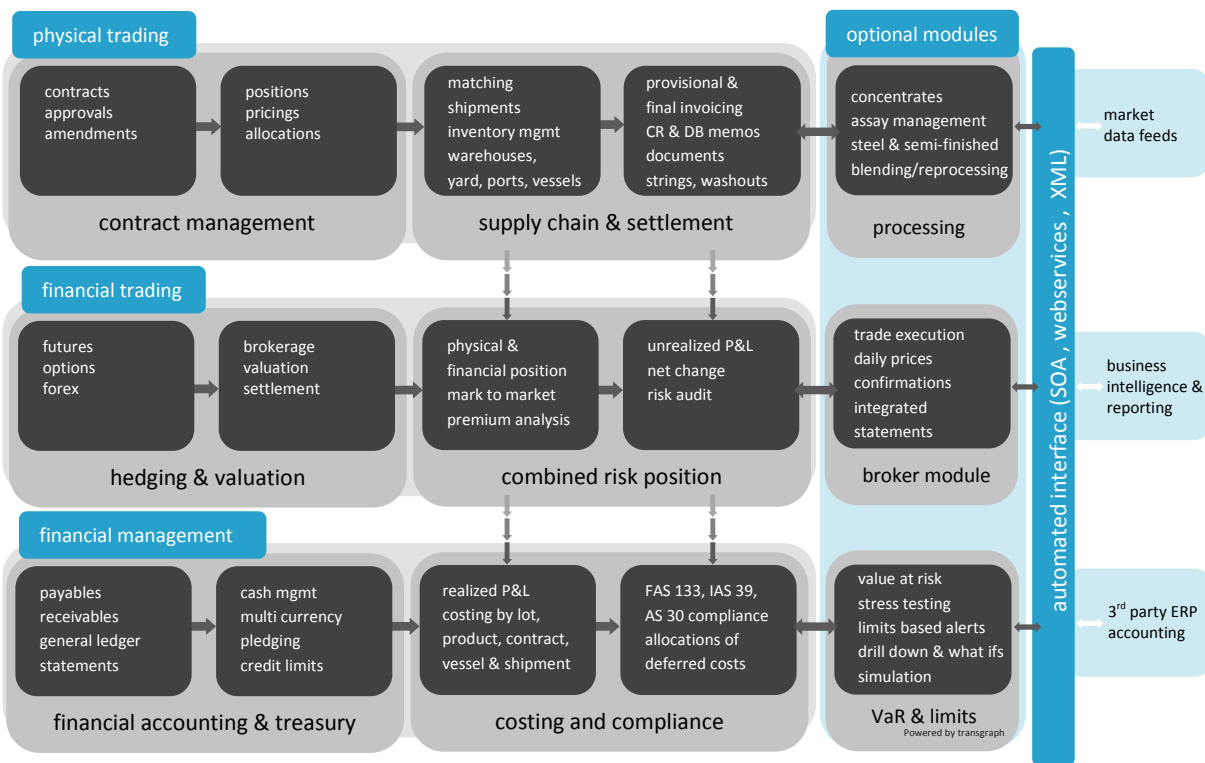 physical trading
contracts
approvals
amendments
positions
pricings
allocations
contract management
matching
shipments
inventory mgmt
warehouses,
yard, ports, vessels
provisional &
final invoicing
CR & DB memos
documents
strings, washouts
supply chain & settlement
optional modules
concentrates
assay management
steel & semi-finished
blending/reprocessing
processing
financial trading
futures
options
forex
brokerage
valuation
settlement
hedging & valuation
physical &
financial position
mark to market
premium analysis
unrealized P&L
net change
risk audit
combined risk position
trade execution
daily prices
confirmations
integrated
statements
broker module
financial management
payables
receivables
general ledger
statements
cash mgmt
multi currency
pledging
credit limits
financial accounting & treasury
realized P&L
costing by lot,
product, contract,
vessel & shipment
FAS 133, IAS 39,
AS 30 compliance
allocations of
deferred costs
costing and compliance
value at risk
stress testing
limits based alerts
drill down & what ifs
simulation
VaR & limits
Powered by transgraph
automated interface (SOA , webservices , XML)
market
data feeds
business
intelligence &
reporting
3rd party ERP
accounting